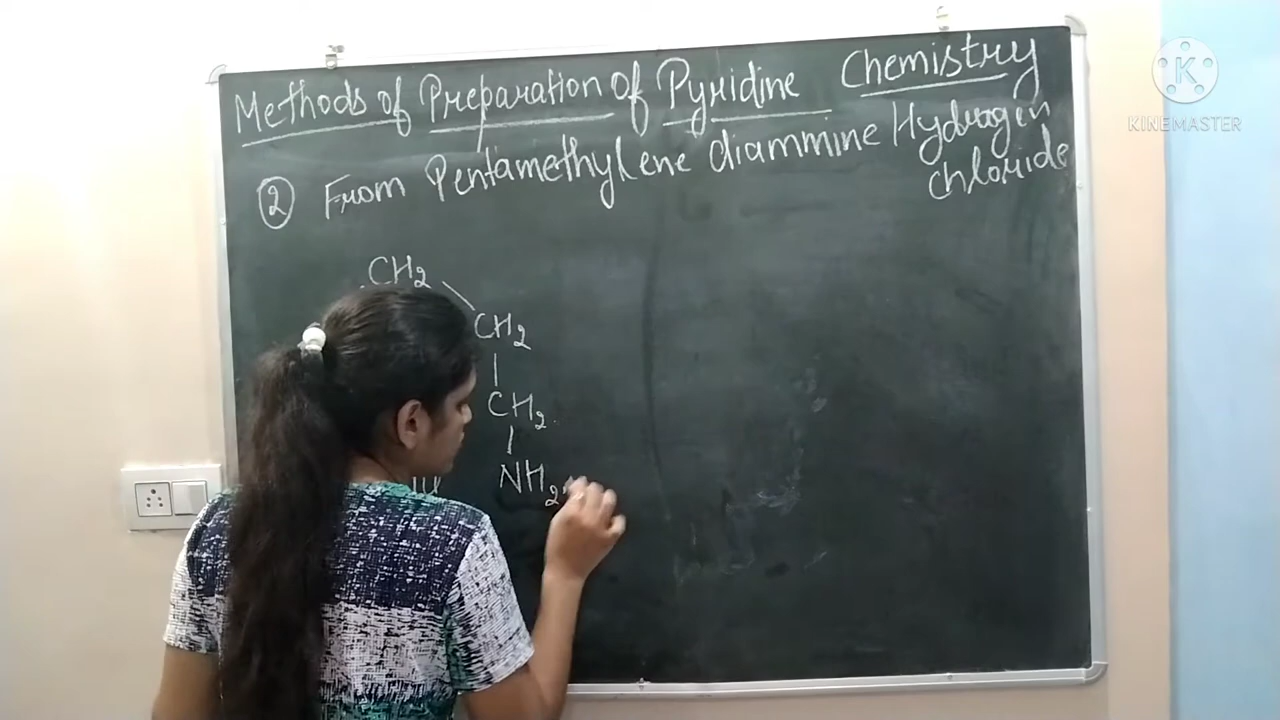 Methods of Preparation of Pyridine Chemistry
② From Pentamethylene diammine Hydrogen
chloride
CH2
CH2
CH2
NH2
K
KINEMASTER